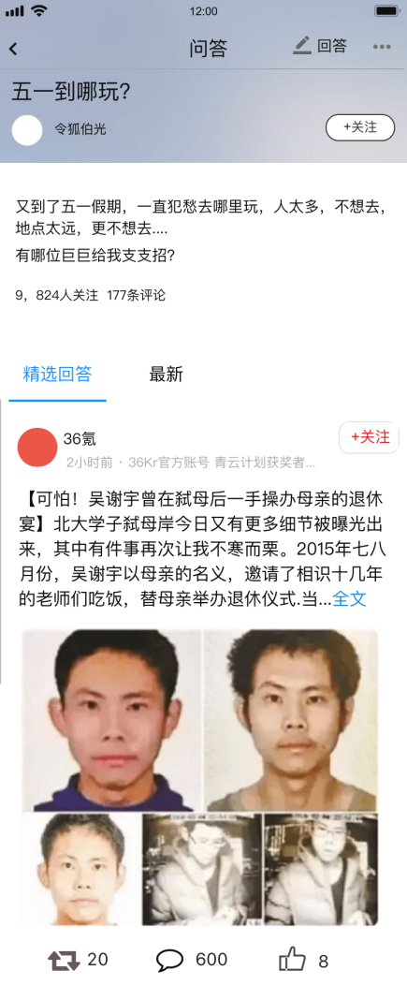 12:00
问答
回答
五一到哪玩?
令狐伯光
+关注
又到了五一假期，一直犯愁去哪里玩，人太多，不想去，
地点太远，更不想去....
有哪位巨巨给我支支招?
9，824人关注 177条评论
精选回答
最新
36氪
+关注
2小时前 · 36Kr官方账号 青云计划获奖者...
【可怕！吴谢宇曾在弑母后一手操办母亲的退休
宴】北大学子弑母岸今日又有更多细节被曝光出
来，其中有件事再次让我不寒而栗。2015年七八
月份，吴谢宇以母亲的名义，邀请了相识十几年
的老师们吃饭，替母亲举办退休仪式.当...全文
20
600
8